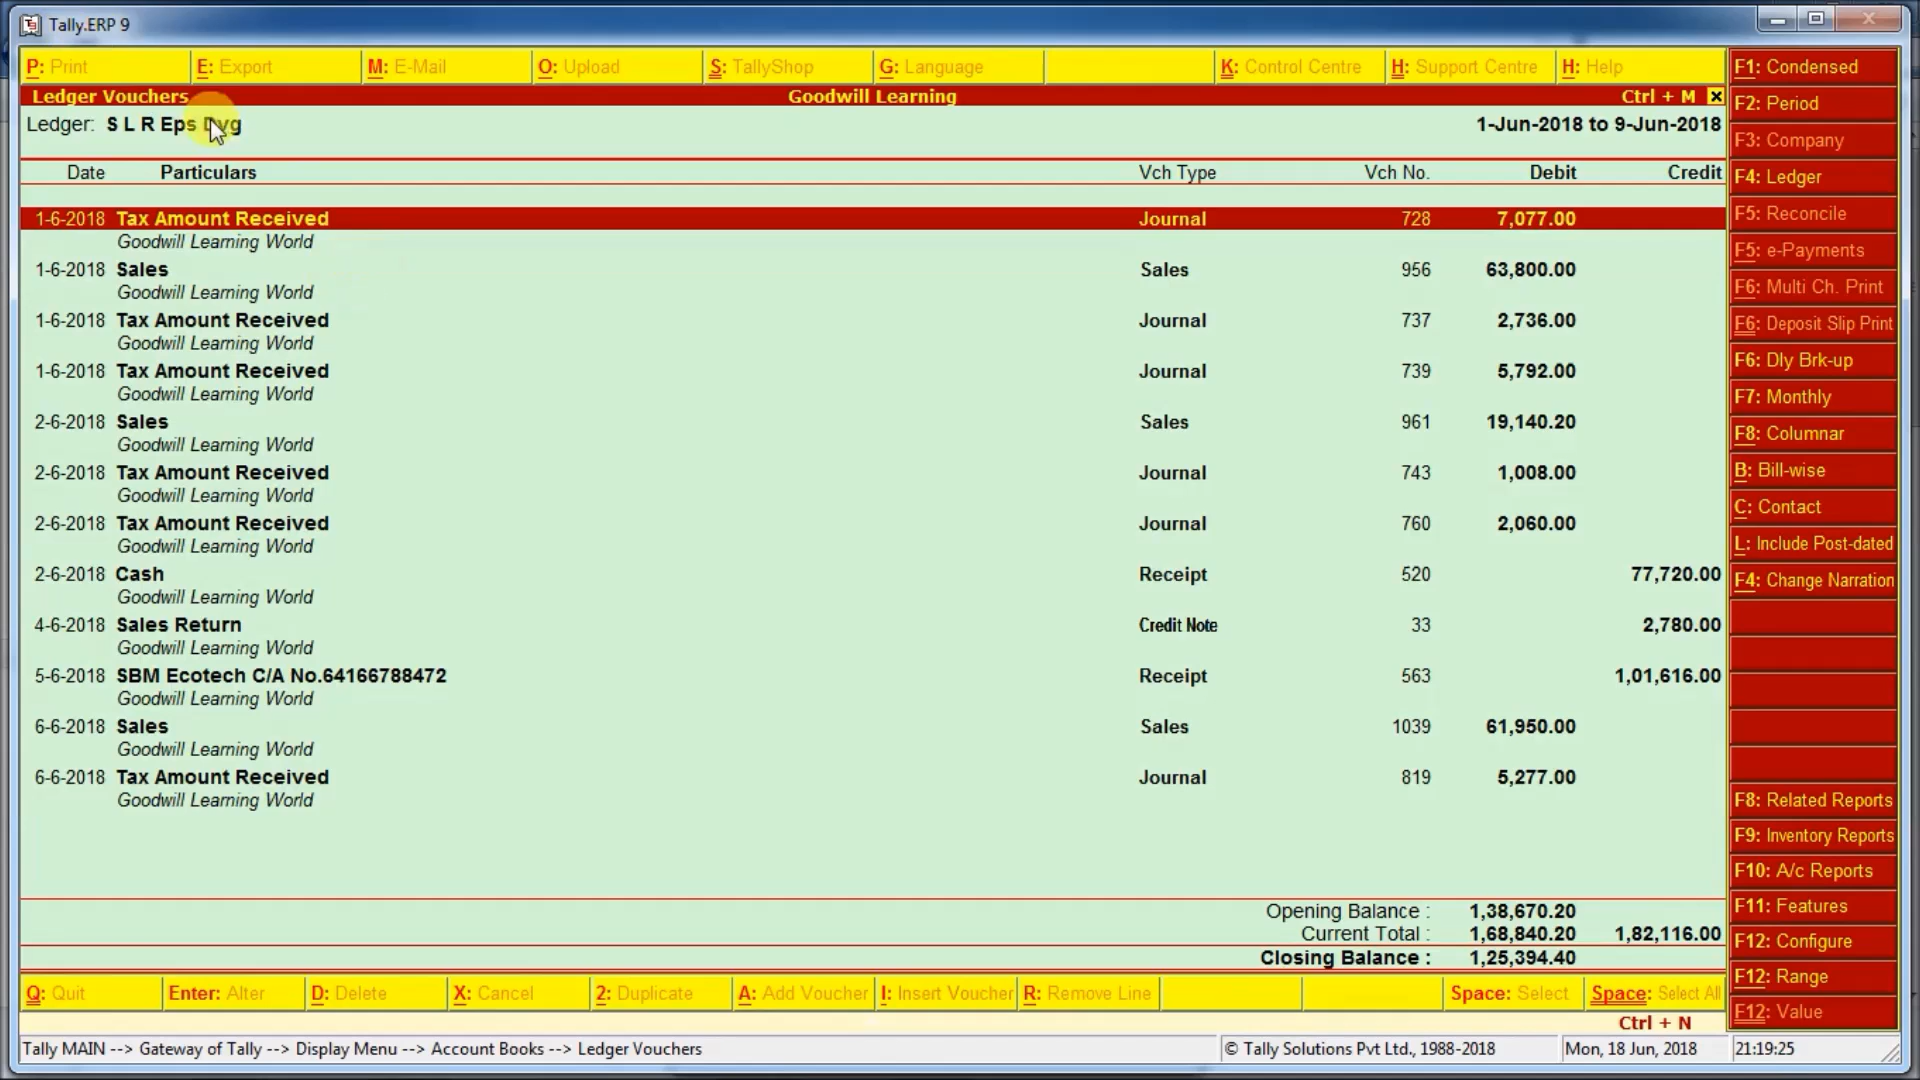 Tally.ERP 9
P: Print E: Export M: E-Mail O: Upload S: TallyShop G: Language K: Control Centre H: Support Centre H: Help
Ledger Vouchers Goodwill Learning Ctrl + M
Ledger: S L R Eps Dvg 1-Jun-2018 to 9-Jun-2018
Date Particulars Vch Type Vch No. Debit Credit
1-6-2018 Tax Amount Received Journal 728 7,077.00
Goodwill Learning World
1-6-2018 Sales Sales 956 63,800.00
Goodwill Learning World
1-6-2018 Tax Amount Received Journal 737 2,736.00
Goodwill Learning World
1-6-2018 Tax Amount Received Journal 739 5,792.00
Goodwill Learning World
2-6-2018 Sales Sales 961 19,140.20
Goodwill Learning World
2-6-2018 Tax Amount Received Journal 743 1,008.00
Goodwill Learning World
2-6-2018 Tax Amount Received Journal 760 2,060.00
Goodwill Learning World
2-6-2018 Cash Receipt 520 77,720.00
Goodwill Learning World
4-6-2018 Sales Return Credit Note 33 2,780.00
Goodwill Learning World
5-6-2018 SBM Ecotech C/A No.64166788472 Receipt 563 1,01,616.00
Goodwill Learning World
6-6-2018 Sales Sales 1039 61,950.00
Goodwill Learning World
6-6-2018 Tax Amount Received Journal 819 5,277.00
Goodwill Learning World
Opening Balance : 1,38,670.20
Current Total : 1,68,840.20 1,82,116.00
Closing Balance : 1,25,394.40
Q: Quit Enter: Alter D: Delete X: Cancel 2: Duplicate A: Add Voucher I: Insert Voucher R: Remove Line Space: Select Space: Select All
Ctrl + N
Tally MAIN --> Gateway of Tally --> Display Menu --> Account Books --> Ledger Vouchers © Tally Solutions Pvt Ltd., 1988-2018 Mon, 18 Jun, 2018 21:19:25
F1: Condensed
F2: Period
F3: Company
F4: Ledger
F5: Reconcile
F5: e-Payments
F6: Multi Ch. Print
F6: Deposit Slip Print
F6: Dly Brk-up
F7: Monthly
F8: Columnar
B: Bill-wise
C: Contact
L: Include Post-dated
F4: Change Narration
F8: Related Reports
F9: Inventory Reports
F10: A/c Reports
F11: Features
F12: Configure
F12: Range
F12: Value